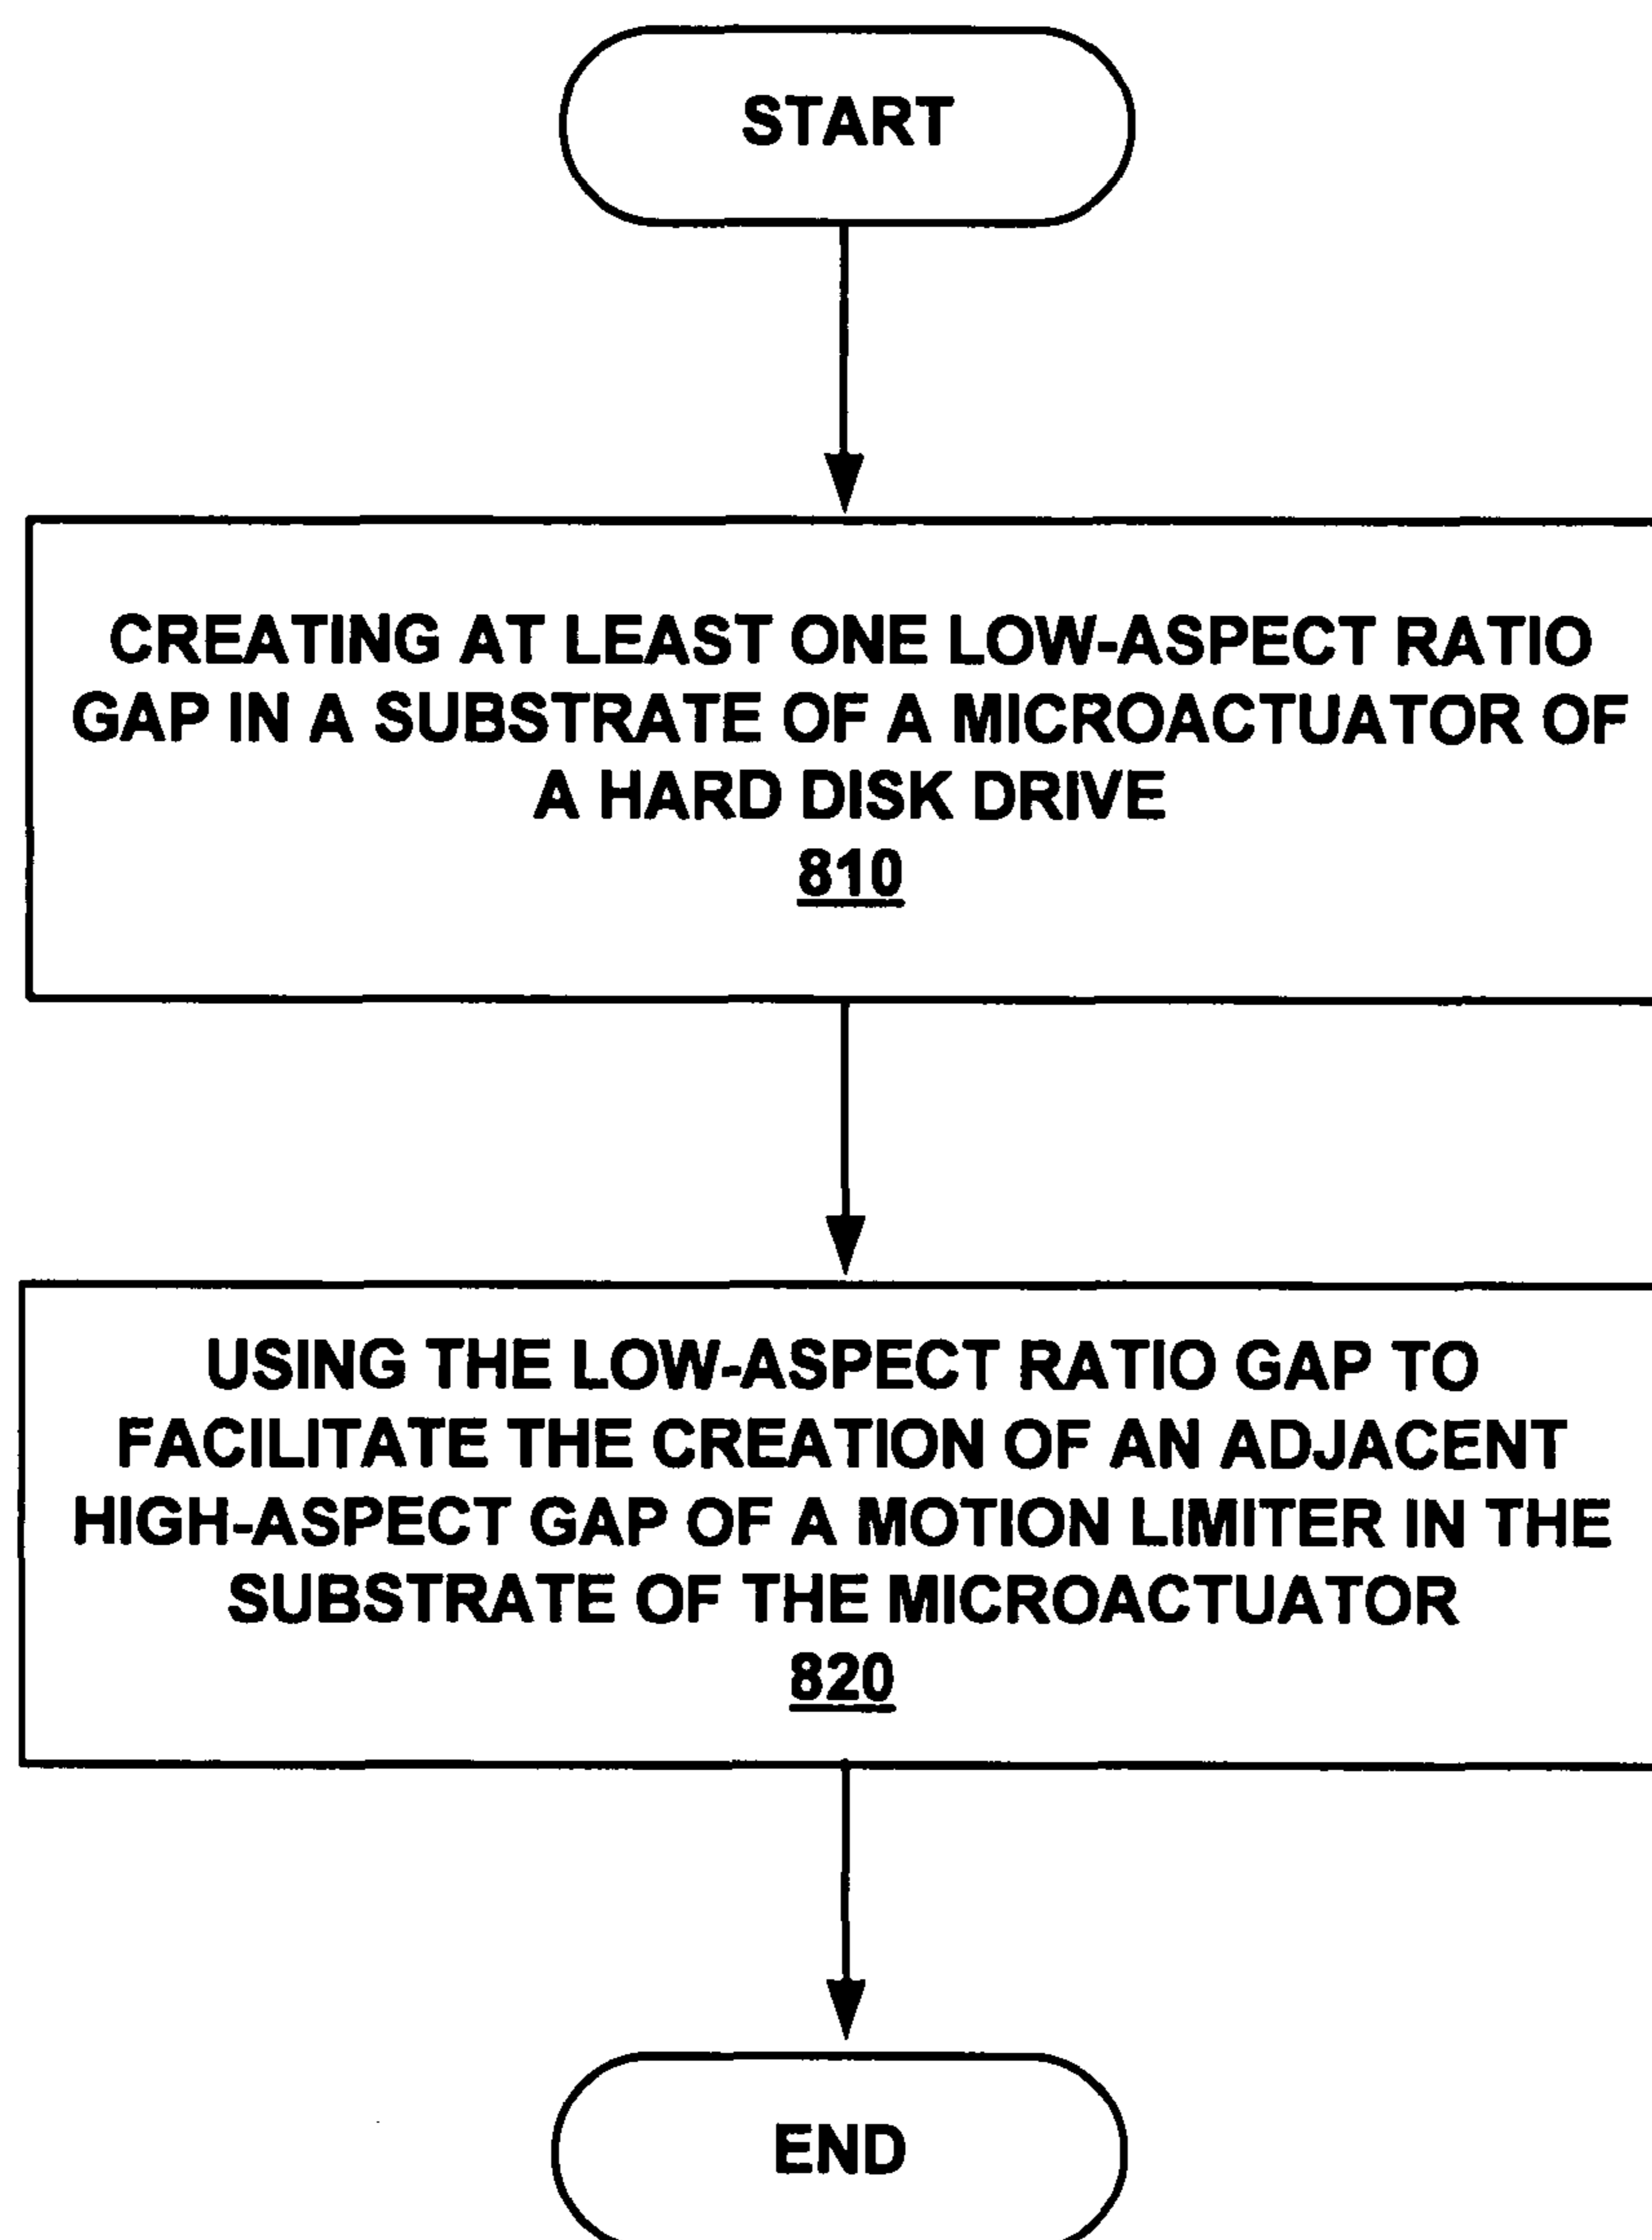 START
CREATING AT LEAST ONE LOW-ASPECT RATIO
GAP IN A SUBSTRATE OF A MICROACTUATOR OF
A HARD DISK DRIVE
810
USING THE LOW-ASPECT RATIO GAP TO
FACILITATE THE CREATION OF AN ADJACENT
HIGH-ASPECT GAP OF A MOTION LIMITER IN THE
SUBSTRATE OF THE MICROACTUATOR
820
END